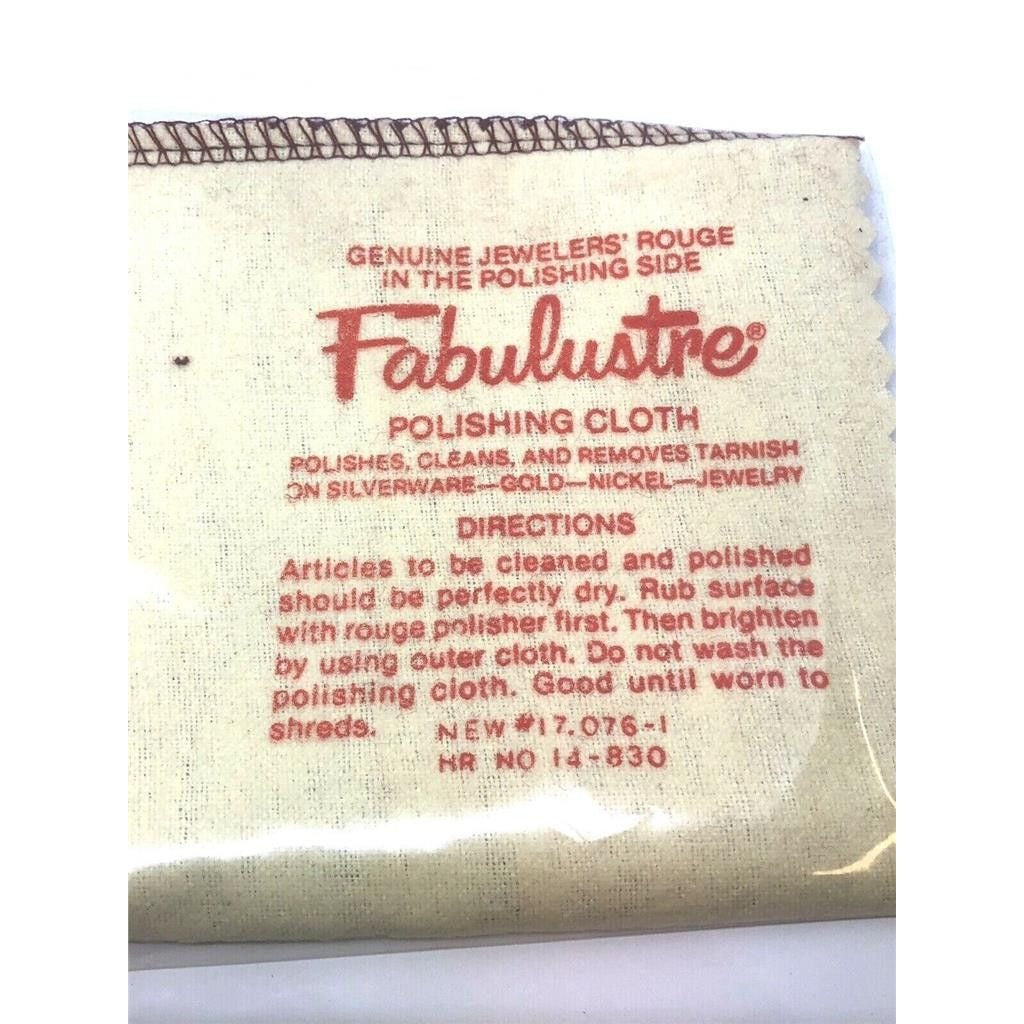 GENUINE JEWELERS' ROUGE
IN THE POLISHING SIDE
Fabulustre®
POLISHING CLOTH
POLISHES, CLEANS, AND REMOVES TARNISH
ON SILVERWARE—GOLD—NICKEL—JEWELRY
DIRECTIONS
Articles to be cleaned and polished
should be perfectly dry. Rub surface
with rouge polisher first. Then brighten
by using outer cloth. Do not wash the
polishing cloth. Good until worn to
shreds. NEW #17.076-1
HR NO 14-830